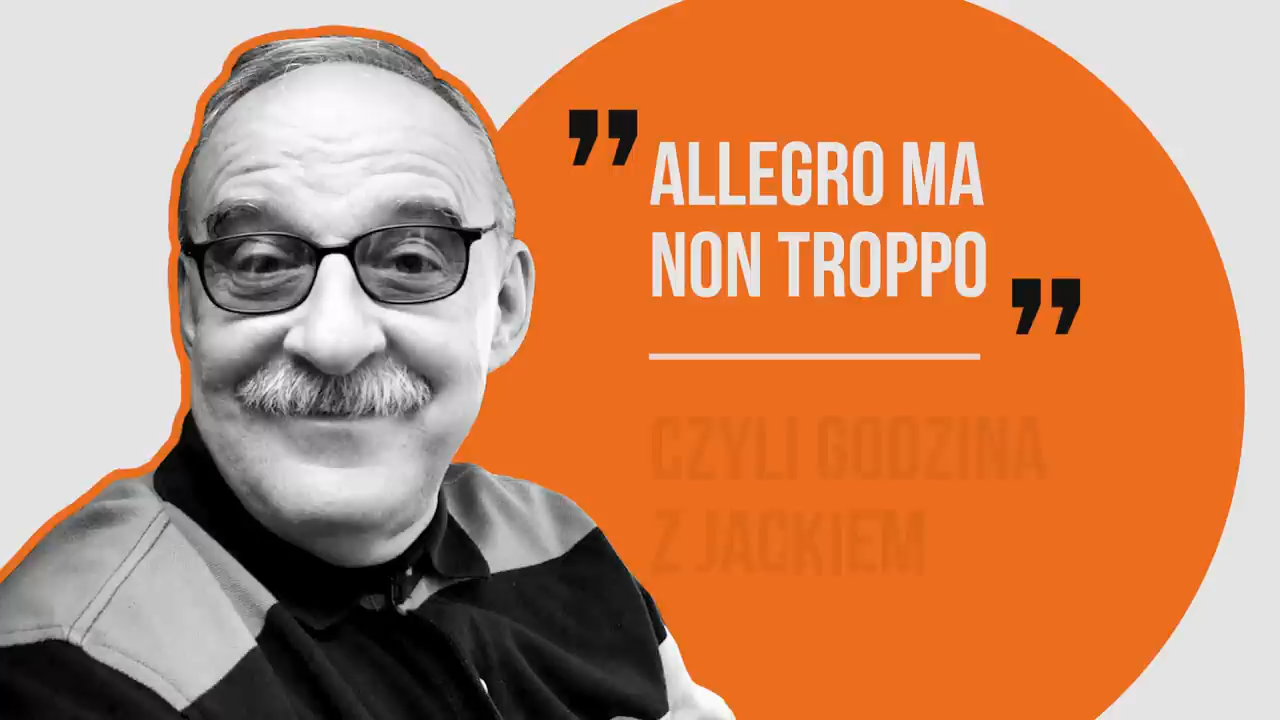 ”ALLEGRO MA
NON TROPPO”
CZYLI GODZINA
Z JACKIEM